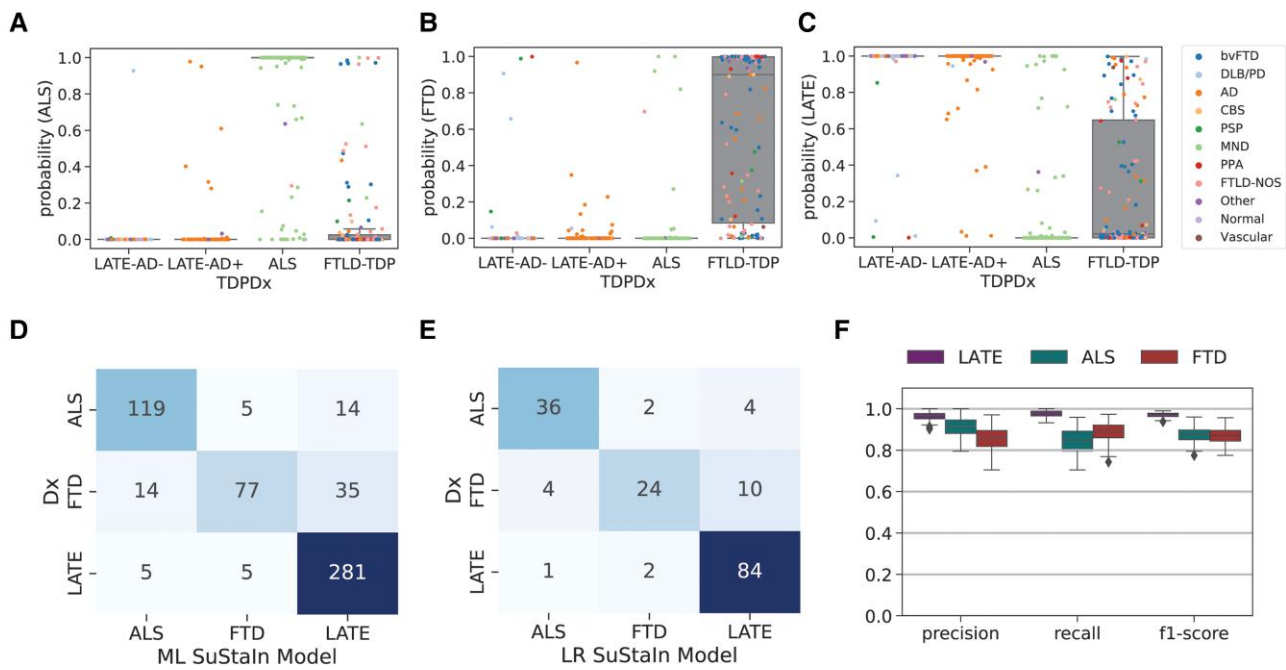 A
probability (ALS)
1.0
0.8
0.6
0.4
0.2
0.0
LATE-AD-
LATE-AD+
ALS
FTLD-TDP
TDPDx
B
probability (FTD)
1.0
0.8
0.6
0.4
0.2
0.0
LATE-AD-
LATE-AD+
ALS
FTLD-TDP
TDPDx
C
probability (LATE)
1.0
0.8
0.6
0.4
0.2
0.0
LATE-AD-
LATE-AD+
ALS
FTLD-TDP
TDPDx
bvFTD
DLB/PD
AD
CBS
PSP
MND
PPA
FTLD-NOS
Other
Normal
Vascular
D
Dx
ALS
119 5 14
FTD
14 77 35
LATE
5 5 281
ALS FTD LATE
ML SuStaIn Model
E
Dx
ALS
36 2 4
FTD
4 24 10
LATE
1 2 84
ALS FTD LATE
LR SuStaIn Model
F
LATE ALS FTD
1.0
0.8
0.6
0.4
0.2
0.0
precision recall f1-score